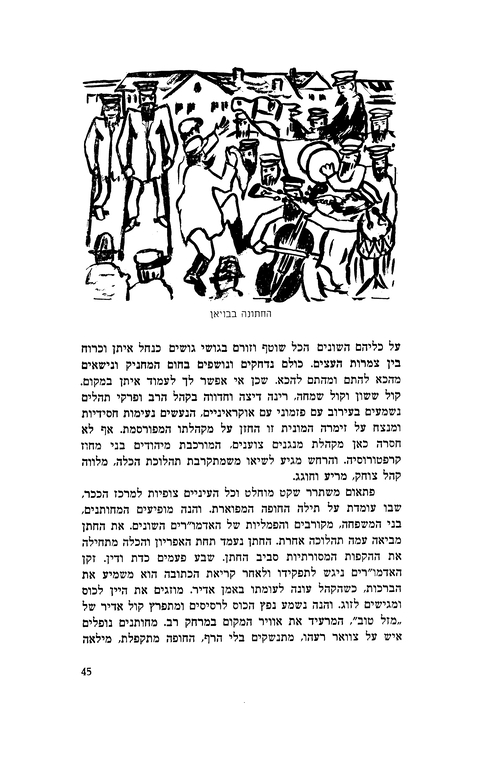 החתונה בבויאן
על כליהם השונים הכל שוטף וזורם בגושי גושים כנחל איתן וכרוח
בין צמרות העצים. כולם נדחקים ונושפים בחום המחניק ונישאים
מהכא להתם ומהתם להכא. שכן אי אפשר לך לעמוד איתן במקום.
קול ששון וקול שמחה, רינה דיצה וחדווה בקהל הרב ופרקי תהלים
נשמעים בעירוב עם פזמוני עם אוקראיניים, הנעשים נעימות חסידיות
ומנצח על זימרה המונית זו החזן על מקהלתו המפורסמת. אף לא
חסרה כאן מקהלת מנגנים צוענים, המורכבת מיהודים בני מחוז
קרפטורוסיה. והרחש מגיע לשיאו משמתקרבת תהלוכת הכלה, מלווה
קהל צוחק, מריע וחוגג.
פתאום משתרר שקט מוחלט וכל העיניים צופיות למרכז הככר,
שבו עומדת על תילה החופה המפוארת. והנה מופיעים המחותנים,
בני המשפחה, מקורבים והפמליות של האדמו״רים השונים. את החתן
מביאה עמה תהלוכה אחרת. החתן נעמד תחת האפריון והכלה מתחילה
את ההקפות המסורתיות סביב החתן. שבע פעמים כדת ודין. זקן
האדמו״רים ניגש לתפקידו ולאחר קריאת הכתובה הוא משמיע את
הברכות, כשהקהל עונה לעומתו באמן אדיר. מוזגים את היין לכוס
ומגישים לזוג. והנה נשמע נפץ הכוס לרסיסים ומתפרץ קול אדיר של
„מזל טוב״, המרעיד את אוויר המקום במרחק רב. מחותנים נופלים
איש על צוואר רעהו, מתנשקים בלי הרף, החופה מתקפלת, מילאה
45